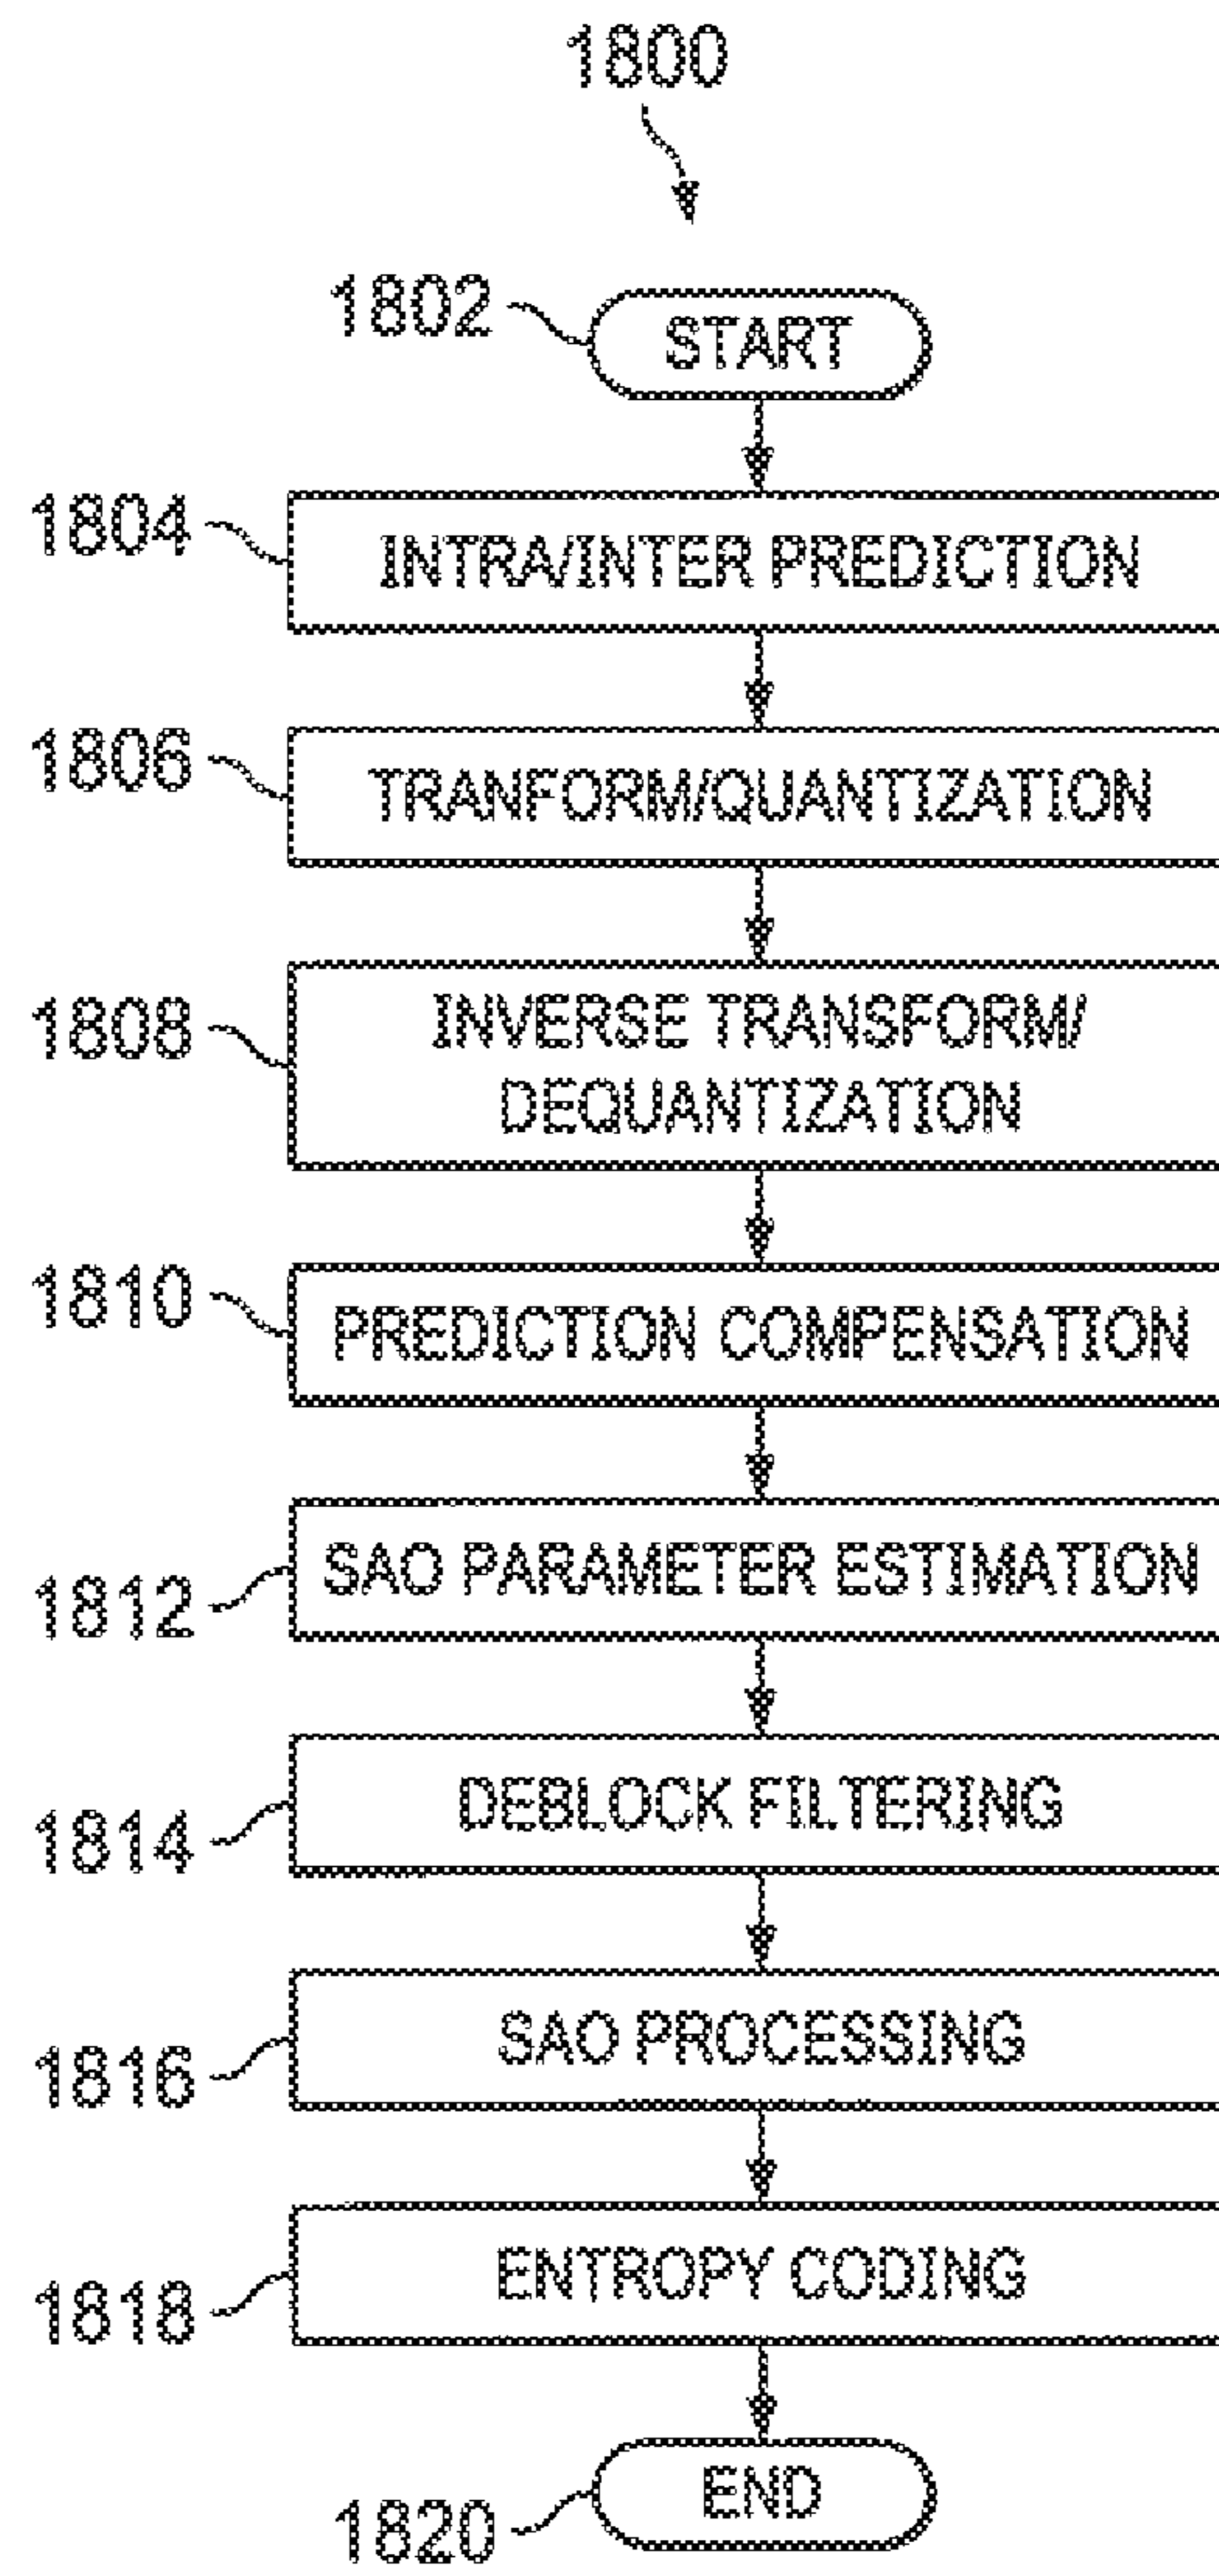 1800
1802
START
1804
INTRA/INTER PREDICTION
1806
TRANFORM/QUANTIZATION
1808
INVERSE TRANSFORM/
DEQUANTIZATION
1810
PREDICTION COMPENSATION
1812
SAO PARAMETER ESTIMATION
1814
DEBLOCK FILTERING
1816
SAO PROCESSING
1818
ENTROPY CODING
1820
END